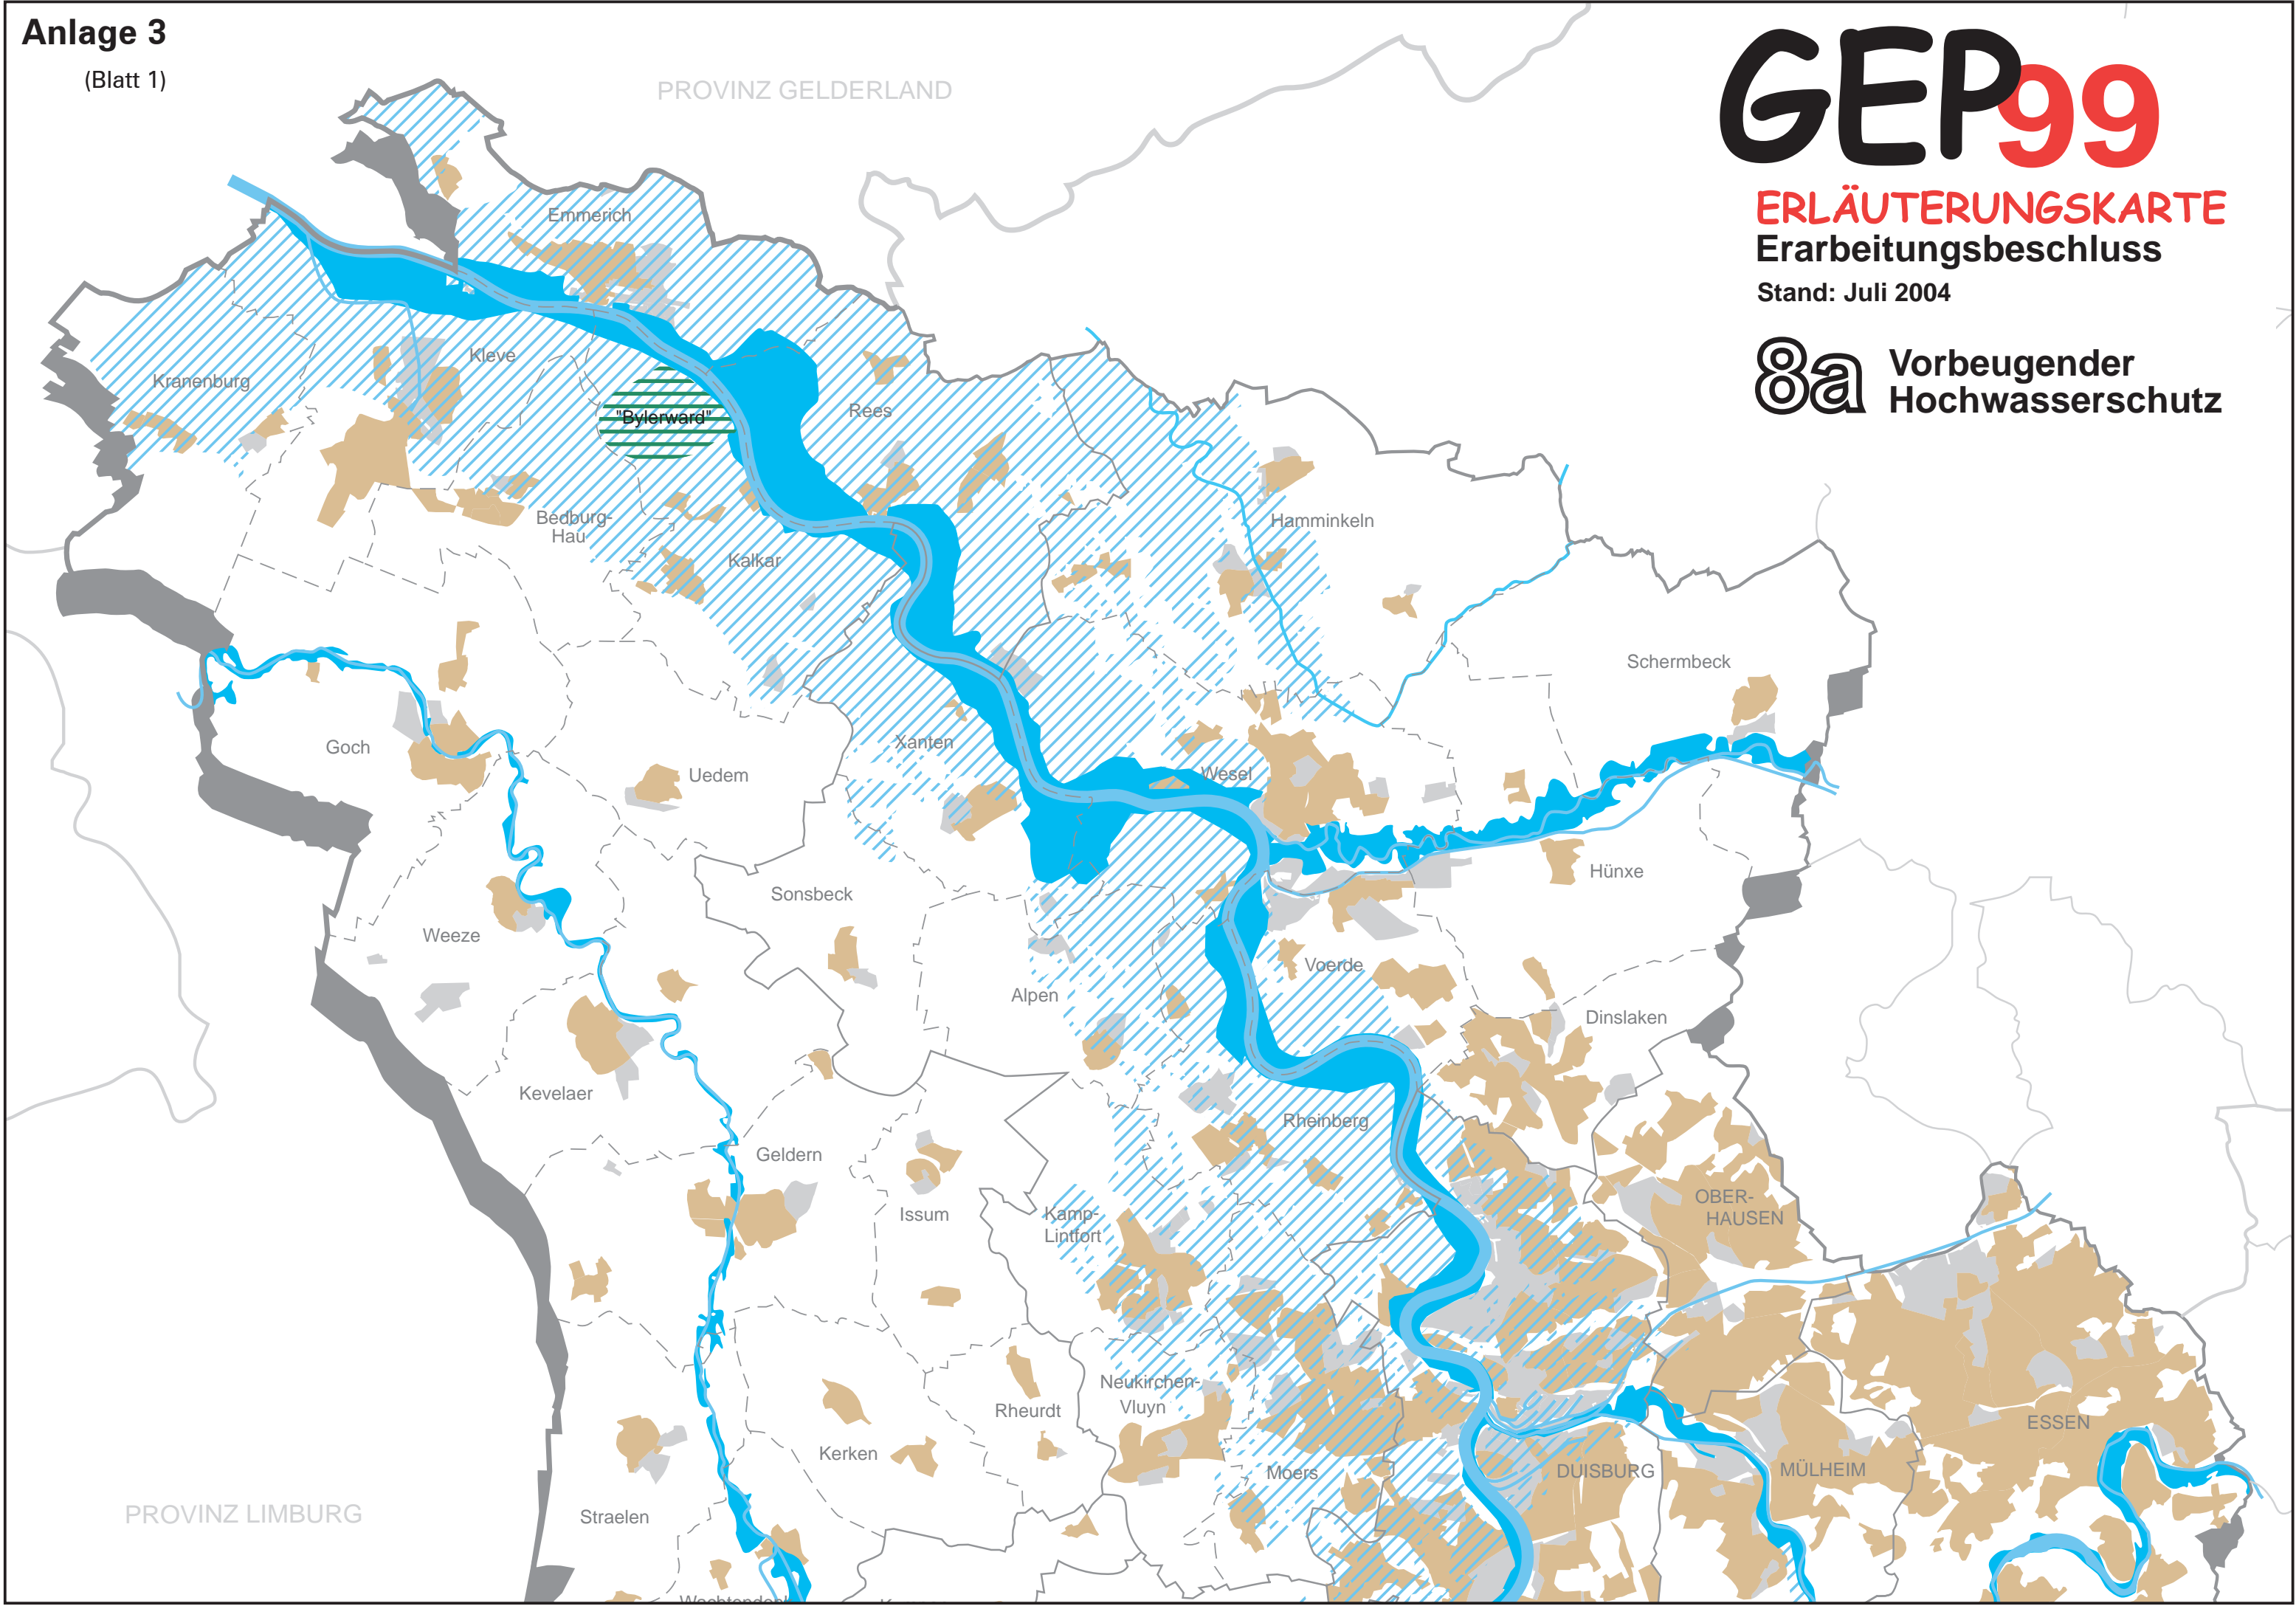 Anlage 3
(Blatt 1)
PROVINZ GELDERLAND
GEP99
ERLÄUTERUNGSKARTE
Erarbeitungsbeschluss
Stand: Juli 2004
8a
Vorbeugender
Hochwasserschutz
Emmerich
Kleve
Kranenburg
"Bylerward"
Rees
Bedburg-
Hau
Hamminkeln
Kalkar
Schermbeck
Goch
Xanten
Uedem
Wesel
Hünxe
Sonsbeck
Weeze
Voerde
Alpen
Dinslaken
Kevelaer
Rheinberg
Geldern
OBER-
HAUSEN
Issum
Kamp-
Lintfort
Neukirchen-
Vluyn
Rheurdt
ESSEN
Kerken
Moers
DUISBURG
MÜLHEIM
PROVINZ LIMBURG
Straelen
Wachtendonk